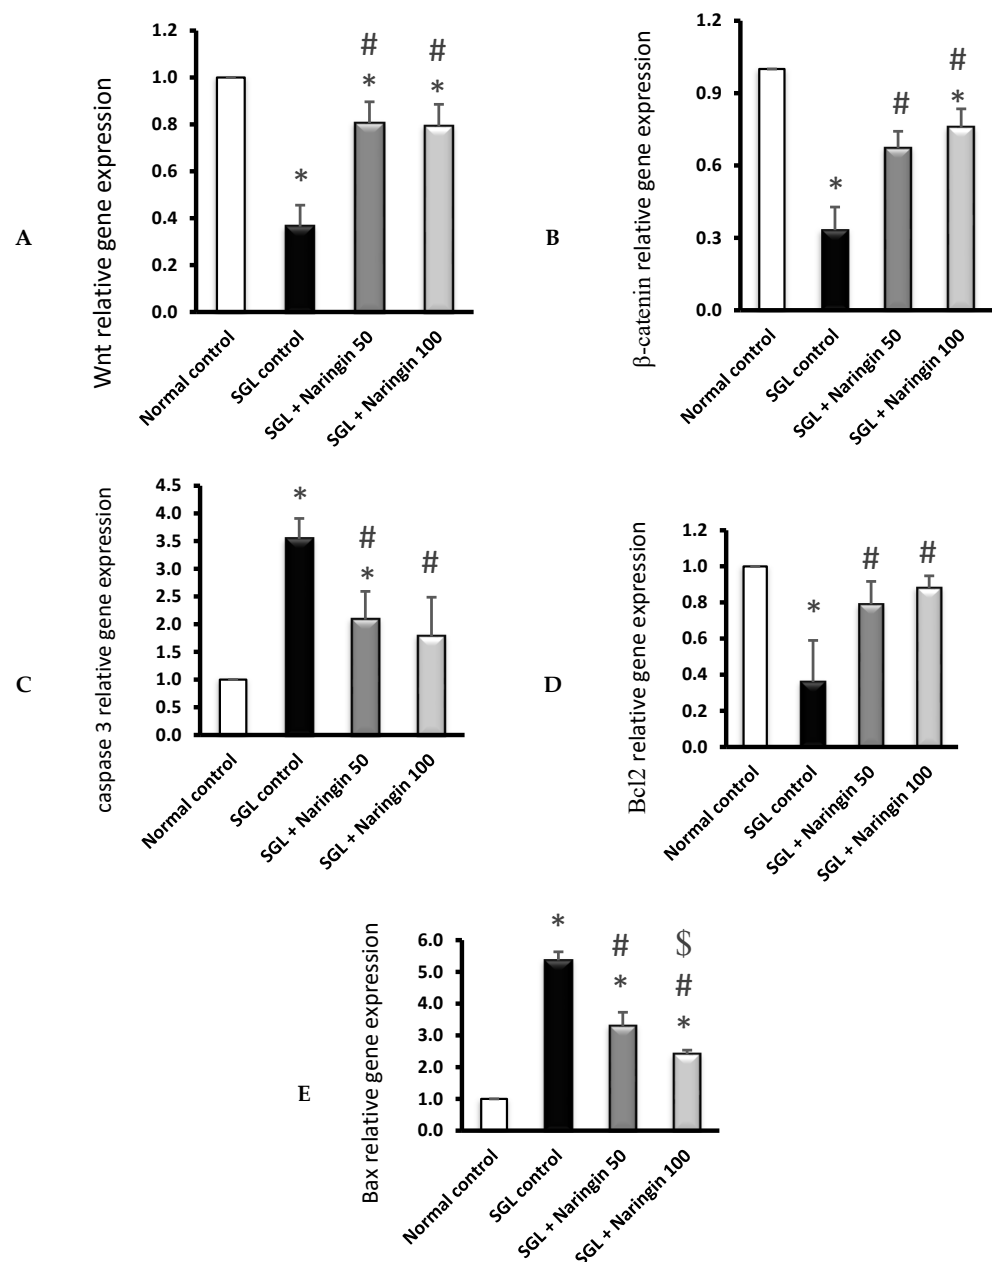 A
Wnt relative gene expression
1.2
1.0
0.8
0.6
0.4
0.2
0.0
*
#
*
#
*
Normal control
SGL control
SGL + Naringin 50
SGL + Naringin 100
B
β-catenin relative gene expression
1.2
0.9
0.6
0.3
0.0
*
#
#
*
Normal control
SGL control
SGL + Naringin 50
SGL + Naringin 100
C
caspase 3 relative gene expression
4.5
4.0
3.5
3.0
2.5
2.0
1.5
1.0
0.5
0.0
*
#
*
#
Normal control
SGL control
SGL + Naringin 50
SGL + Naringin 100
D
Bcl2 relative gene expression
1.2
1.0
0.8
0.6
0.4
0.2
0.0
*
#
#
Normal control
SGL control
SGL + Naringin 50
SGL + Naringin 100
E
Bax relative gene expression
6.0
5.0
4.0
3.0
2.0
1.0
0.0
*
#
*
$
#
*
Normal control
SGL control
SGL + Naringin 50
SGL + Naringin 100